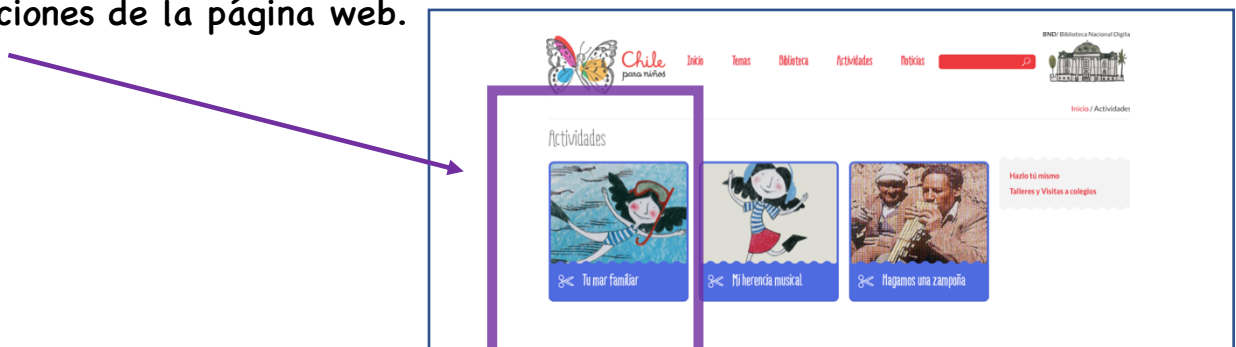 ciones de la página web.
BND/ Biblioteca Nacional Digita
Chile
para niños
Inicio Temas Biblioteca Actividades Noticias
Inicio / Actividades
Actividades
Hazlo tú mismo
Talleres y Visitas a colegios
Tu mar familiar
Mi herencia musical
Hagamos una zampoña